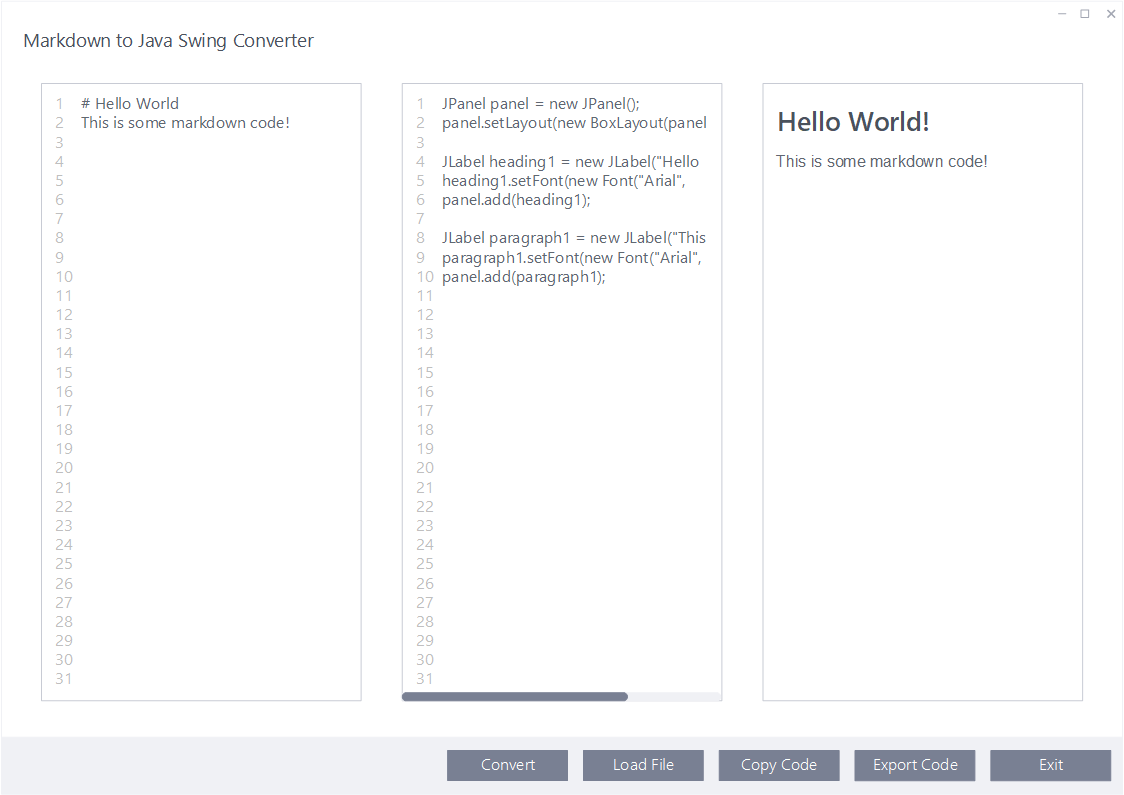 Markdown to Java Swing Converter
1 # Hello World
2 This is some markdown code!
3
4
5
6
7
8
9
10
11
12
13
14
15
16
17
18
19
20
21
22
23
24
25
26
27
28
29
30
31
1 JPanel panel = new JPanel();
2 panel.setLayout(new BoxLayout(panel
3
4 JLabel heading1 = new JLabel("Hello
5 heading1.setFont(new Font("Arial",
6 panel.add(heading1);
7
8 JLabel paragraph1 = new JLabel("This
9 paragraph1.setFont(new Font("Arial",
10 panel.add(paragraph1);
11
12
13
14
15
16
17
18
19
20
21
22
23
24
25
26
27
28
29
30
31
Hello World!
This is some markdown code!
Convert
Load File
Copy Code
Export Code
Exit